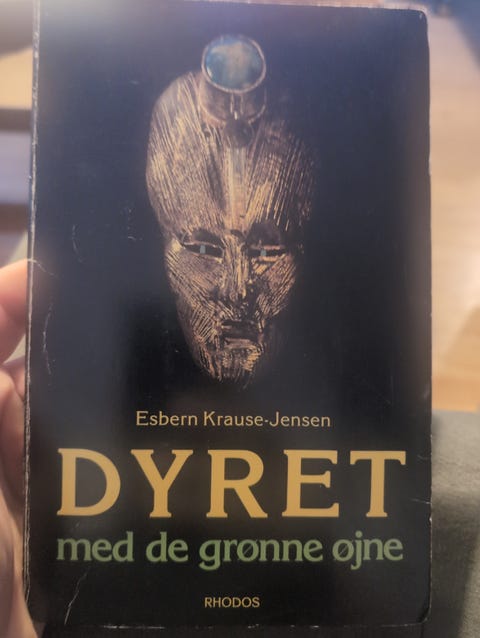 Esbern Krause-Jensen
DYRET
med de grønne øjne
RHODOS